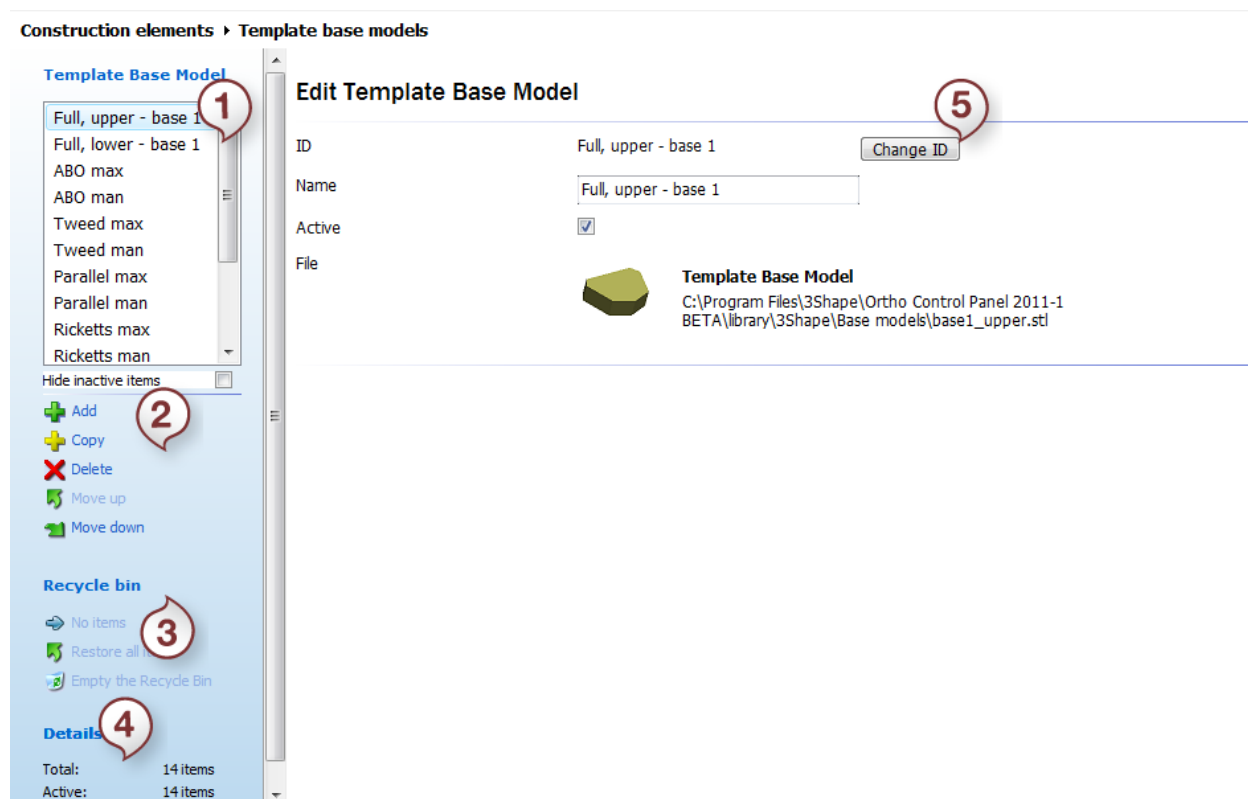 Construction elements ▸ Template base models
Template Base Model
1
Full, upper - base 1
Full, lower - base 1
ABO max
ABO man
Tweed max
Tweed man
Parallel max
Parallel man
Ricketts max
Ricketts man
Hide inactive items
2
Add
Copy
Delete
Move up
Move down
Recycle bin
No items
3
Restore all
Empty the Recycle Bin
4
Details
Total: 14 items
Active: 14 items
Edit Template Base Model
5
ID Full, upper - base 1 Change ID
Name Full, upper - base 1
Active
File
Template Base Model
C:\Program Files\3Shape\Ortho Control Panel 2011-1
BETA\library\3Shape\Base models\base1_upper.stl